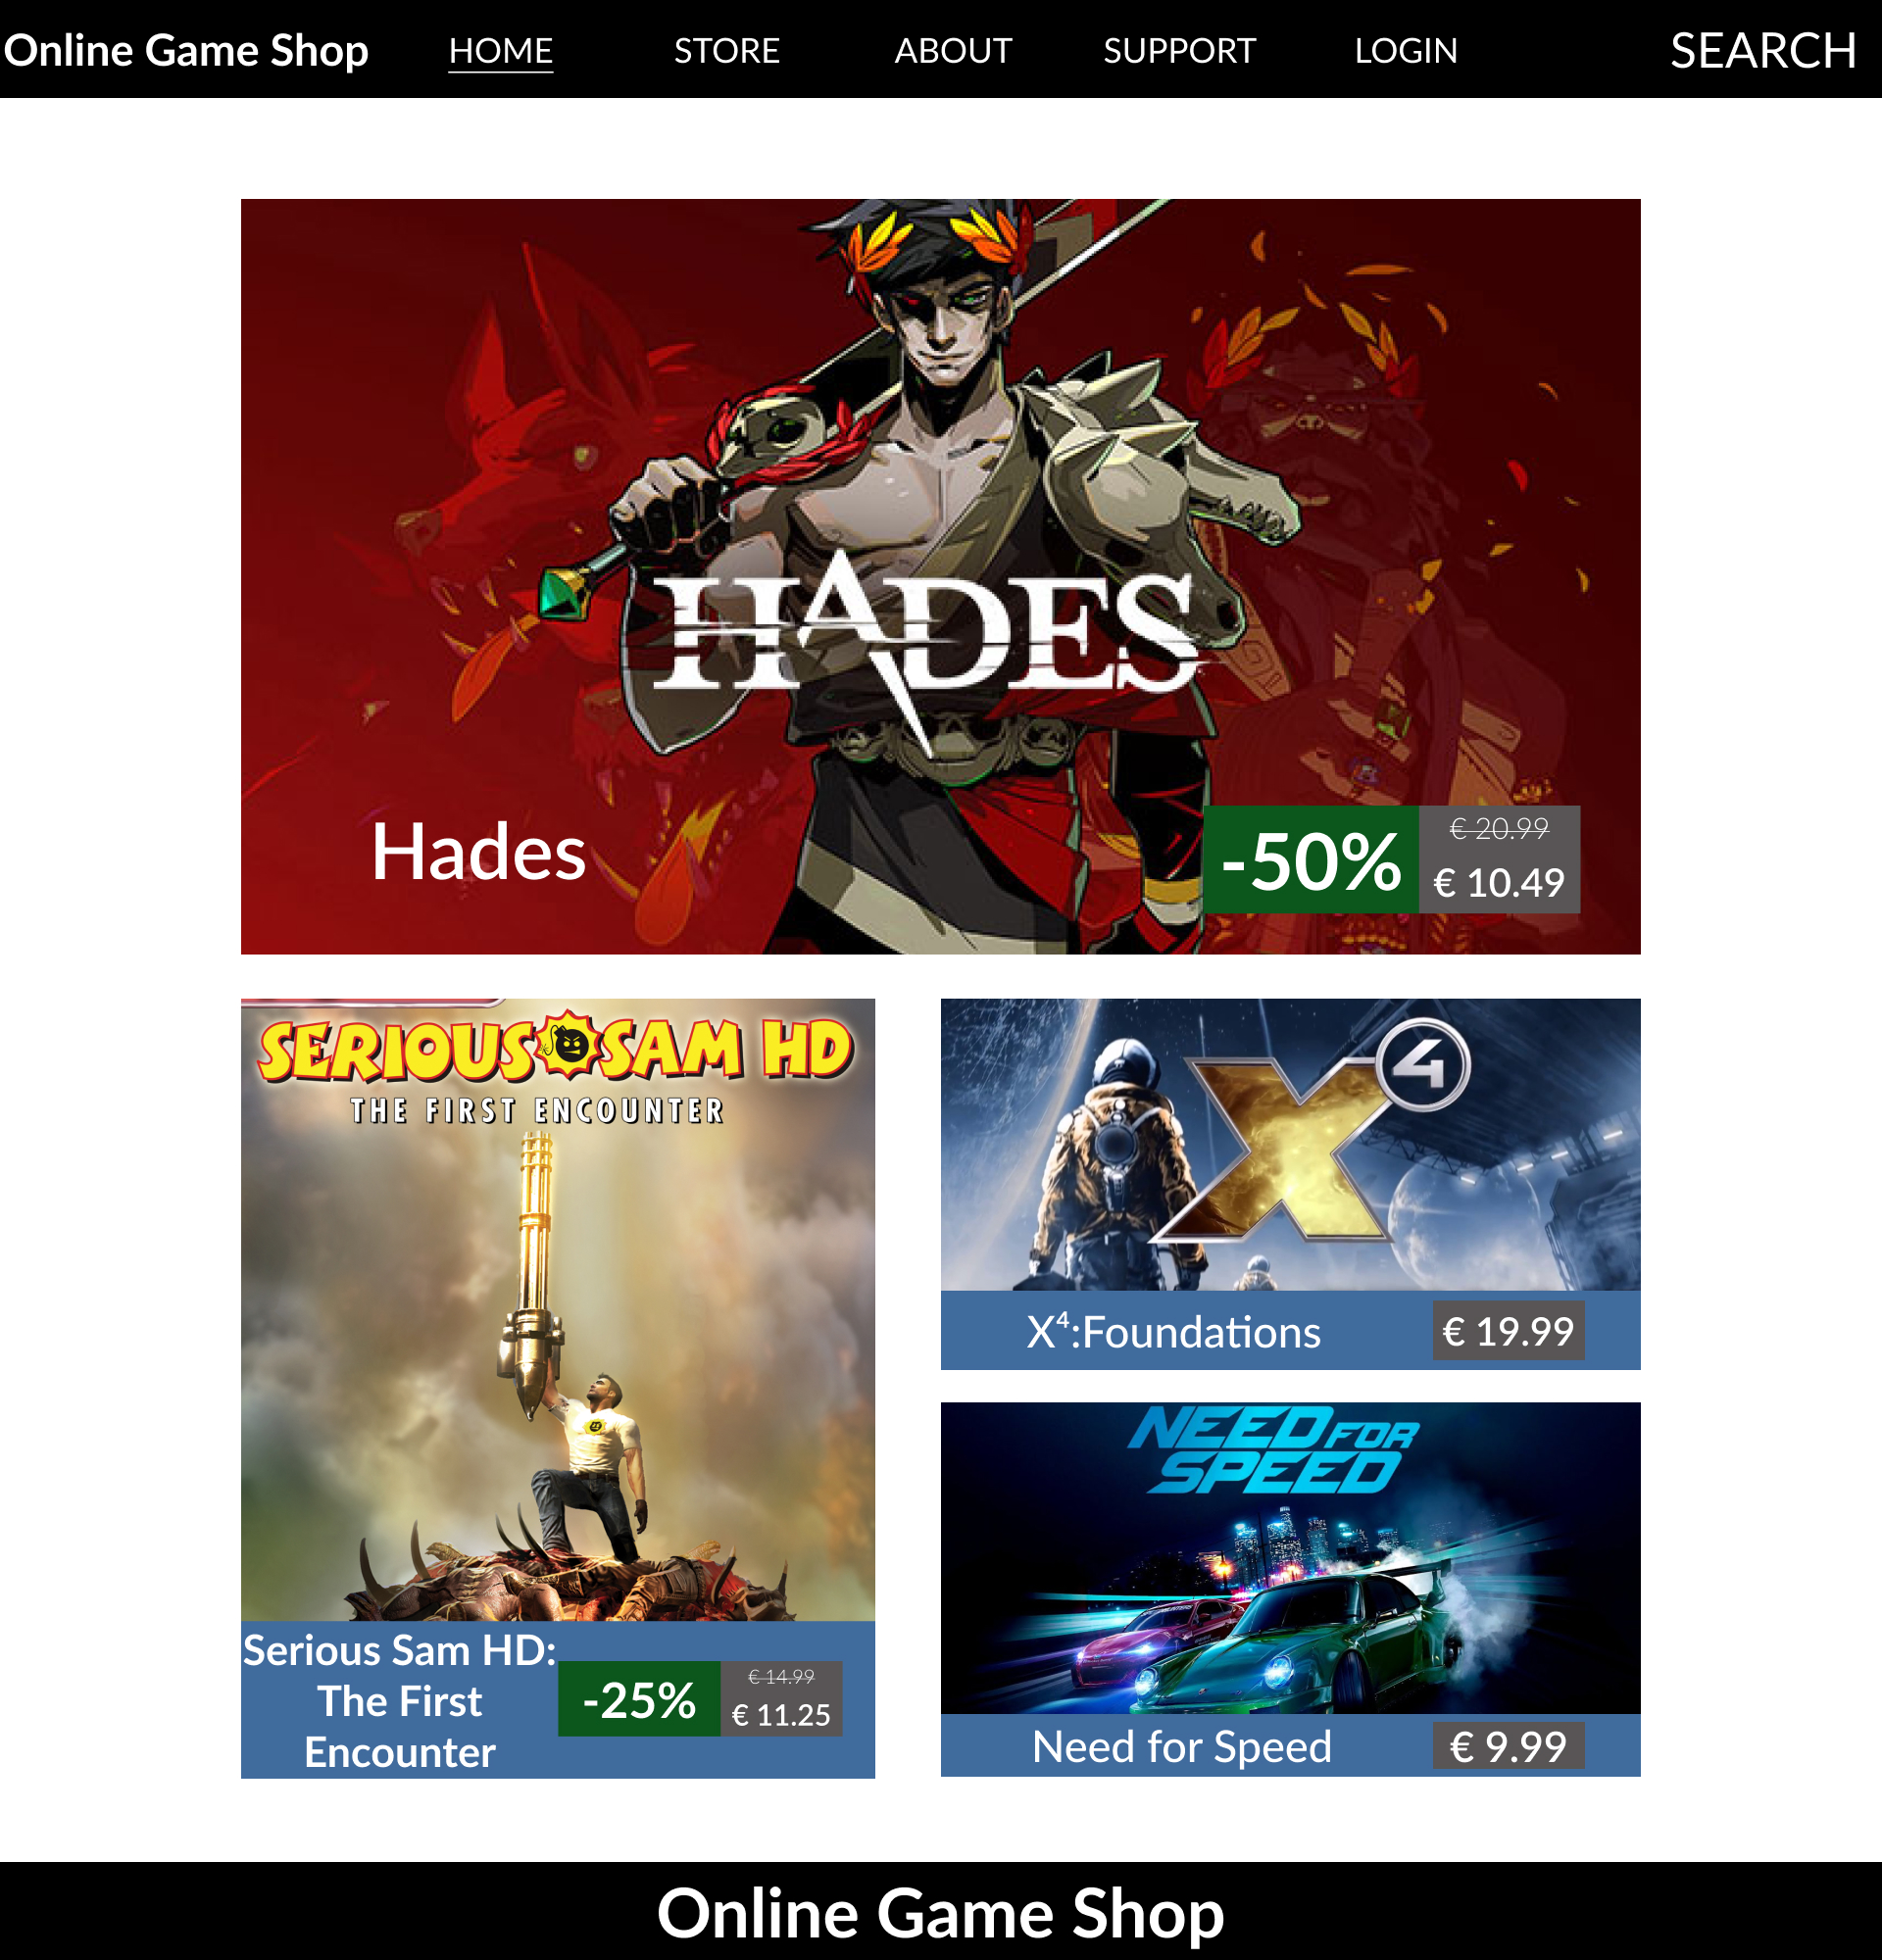 Online Game Shop HOME STORE ABOUT SUPPORT LOGIN SEARCH
HADES
Hades
-50%
€ 20.99
€ 10.49
SERIOUS SAM HD
THE FIRST ENCOUNTER
Serious Sam HD:
The First
Encounter
-25%
€ 14.99
€ 11.25
X 4
X⁴:Foundations
€ 19.99
NEED FOR
SPEED
Need for Speed
€ 9.99
Online Game Shop